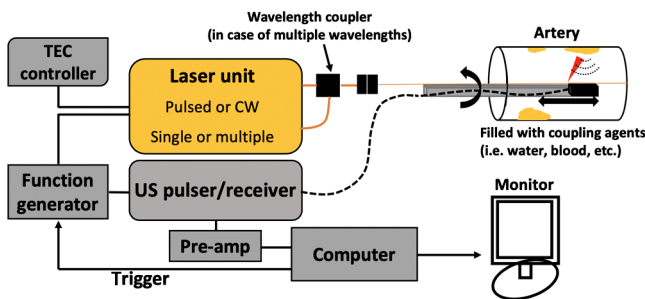 Wavelength coupler
(in case of multiple wavelengths)
Artery
TEC
controller
Laser unit
Pulsed or CW
Single or multiple
Filled with coupling agents
(i.e. water, blood, etc.)
Function
generator
US pulser/receiver
Monitor
Pre-amp
Computer
Trigger